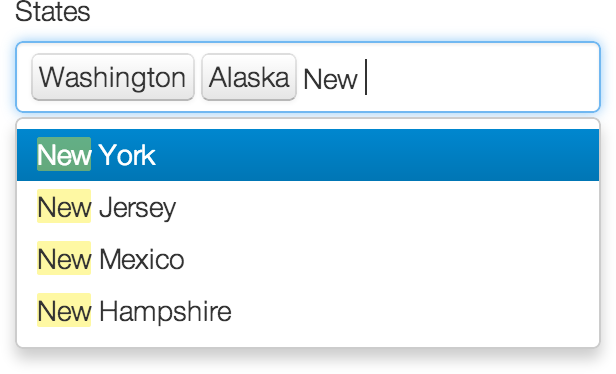 States
Washington Alaska New
New York
New Jersey
New Mexico
New Hampshire